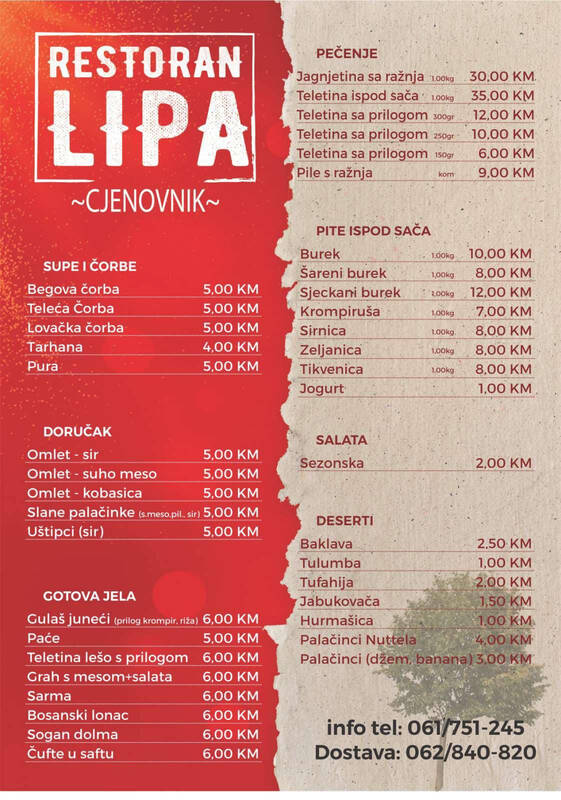 RESTORAN
LIPA
~CJENOVNIK~
SUPE I ČORBE
Begova čorba 5,00 KM
Teleća Čorba 5,00 KM
Lovačka čorba 5,00 KM
Tarhana 4,00 KM
Pura 5,00 KM
DORUČAK
Omlet - sir 5,00 KM
Omlet - suho meso 5,00 KM
Omlet - kobasica 5,00 KM
Slane palačinke (s.meso,pil., sir) 5,00 KM
Uštipci (sir) 5,00 KM
GOTOVA JELA
Gulaš juneći (prilog krompir, riža) 6,00 KM
Paće 5,00 KM
Teletina lešo s prilogom 6,00 KM
Grah s mesom+salata 6,00 KM
Sarma 6,00 KM
Bosanski lonac 6,00 KM
Sogan dolma 6,00 KM
Čufte u saftu 6,00 KM
PEČENJE
Jagnjetina sa ražnja 1.00kg 30,00 KM
Teletina ispod sača 1.00kg 35,00 KM
Teletina sa prilogom 300gr 12,00 KM
Teletina sa prilogom 250gr 10,00 KM
Teletina sa prilogom 150gr 6,00 KM
Pile s ražnja kom 9,00 KM
PITE ISPOD SAČA
Burek 1.00kg 10,00 KM
Šareni burek 1.00kg 8,00 KM
Sjeckani burek 1.00kg 12,00 KM
Krompiruša 1.00kg 7,00 KM
Sirnica 1.00kg 8,00 KM
Zeljanica 1.00kg 8,00 KM
Tikvenica 1.00kg 8,00 KM
Jogurt 1,00 KM
SALATA
Sezonska 2,00 KM
DESERTI
Baklava 2,50 KM
Tulumba 1,00 KM
Tufahija 2,00 KM
Jabukovača 1,50 KM
Hurmašica 1,00 KM
Palačinci Nuttela 4,00 KM
Palačinci (džem, banana) 3,00 KM
info tel: 061/751-245
Dostava: 062/840-820